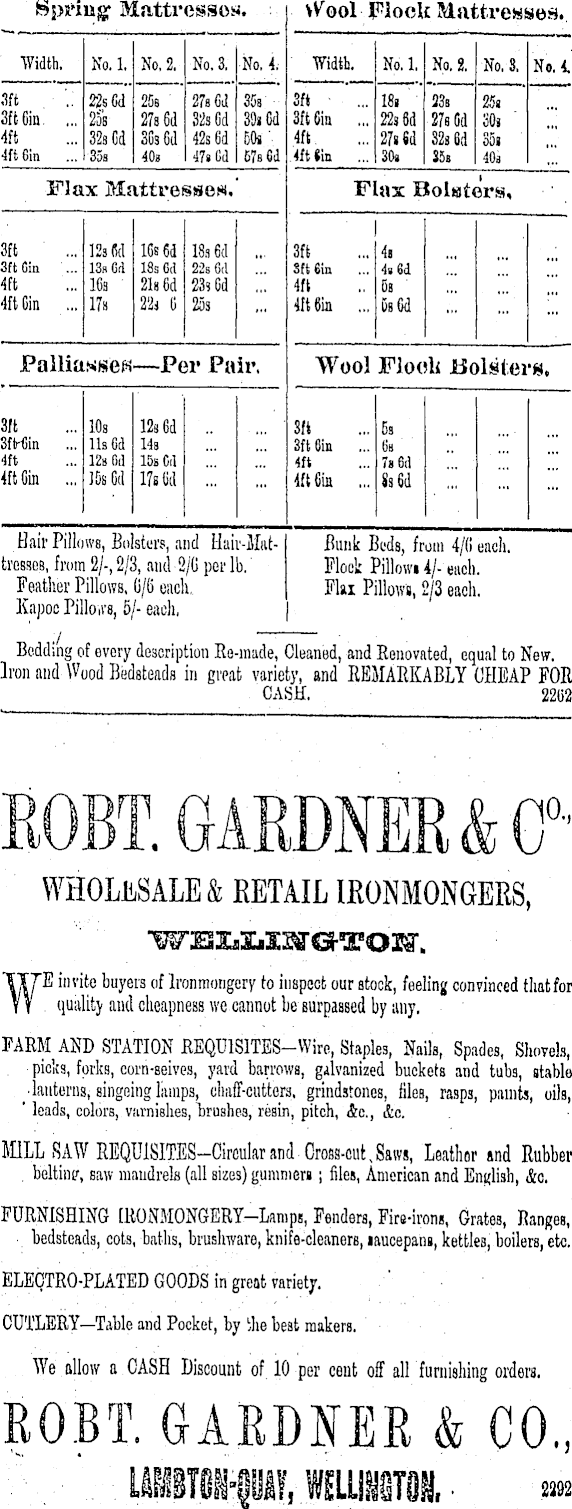 Spring Mattresses.
Width. No. 1. No. 2. No. 3. No. 4.
3ft .. 22s 6d 25s 27s 6d 35s
3ft 6in ... 25s 27s 6d 32s 6d 39s 6d
4ft ... 32s 6d 36s 6d 42s 6d 50s
4ft 6in ... 35s 40s 47s 6d 57s 6d
Flax Mattresses.
3ft ... 12s 6d 16s 6d 18s 6d ...
3ft 6in ... 13s 6d 18s 6d 22s 6d ...
4ft ... 16s 21s 6d 23s 6d ...
4ft 6in ... 17s 22s 6 25s ...
Palliasses—Per Pair.
3ft ... 10s 12s 6d .. ...
3ft 6in ... 11s 6d 14s ... ...
4ft ... 12s 6d 15s 6d ... ...
4ft 6in ... 15s 6d 17s 6d ... ...
Hair Pillows, Bolsters, and Hair-Mat-
tresses, from 2/-, 2/3, and 2/6 per lb.
Feather Pillows, 6/6 each.
Kapoc Pillows, 5/- each.
Wool Flock Mattresses.
Width. No. 1. No. 2. No. 3. No. 4.
3ft ... 18s 23s 25s ...
3ft 6in ... 22s 6d 27s 6d 30s ...
4ft ... 27s 6d 32s 6d 35s ...
4ft 6in ... 30s 35s 40s ...
Flax Bolsters,
3ft ... 4s ... ... ...
3ft 6in ... 4s 6d ... ... ...
4ft .. 5s ... ... ...
4ft 6in ... 5s 6d ... ... ...
Wool Flock Bolsters.
3ft ... 5s ... ... ...
3ft 6in ... 6s .. ... ...
4ft ... 7s 6d ... ... ...
4ft 6in ... 8s 6d ... ... ...
Bunk Beds, from 4/6 each.
Flock Pillows 4/- each.
Flax Pillows, 2/3 each.
Bedding of every description Re-made, Cleaned, and Renovated, equal to New.
Iron and Wood Bedsteads in great variety, and REMARKABLY CHEAP FOR
CASH. 2262
ROBT. GARDNER & CO.,
WHOLESALE & RETAIL IRONMONGERS,
WELLINGTON.
WE invite buyers of Ironmongery to inspect our stock, feeling convinced that for
quality and cheapness we cannot be surpassed by any.
FARM AND STATION REQUISITES—Wire, Staples, Nails, Spades, Shovels,
picks, forks, corn-seives, yard barrows, galvanized buckets and tubs, stable
lanterns, singeing lamps, chaff-cutters, grindstones, files, rasps, paints, oils,
leads, colors, varnishes, brushes, resin, pitch, &c., &c.
MILL SAW REQUISITES—Circular and Cross-cut Saws, Leather and Rubber
belting, saw mandrels (all sizes) gummers ; files, American and English, &c.
FURNISHING IRONMONGERY—Lamps, Fenders, Fire-irons, Grates, Ranges,
bedsteads, cots, baths, brushware, knife-cleaners, saucepans, kettles, boilers, etc.
ELECTRO-PLATED GOODS in great variety.
CUTLERY—Table and Pocket, by the best makers.
We allow a CASH Discount of 10 per cent off all furnishing orders.
ROBT. GARDNER & CO.,
LAMBTON-QUAY, WELLINGTON. 2292